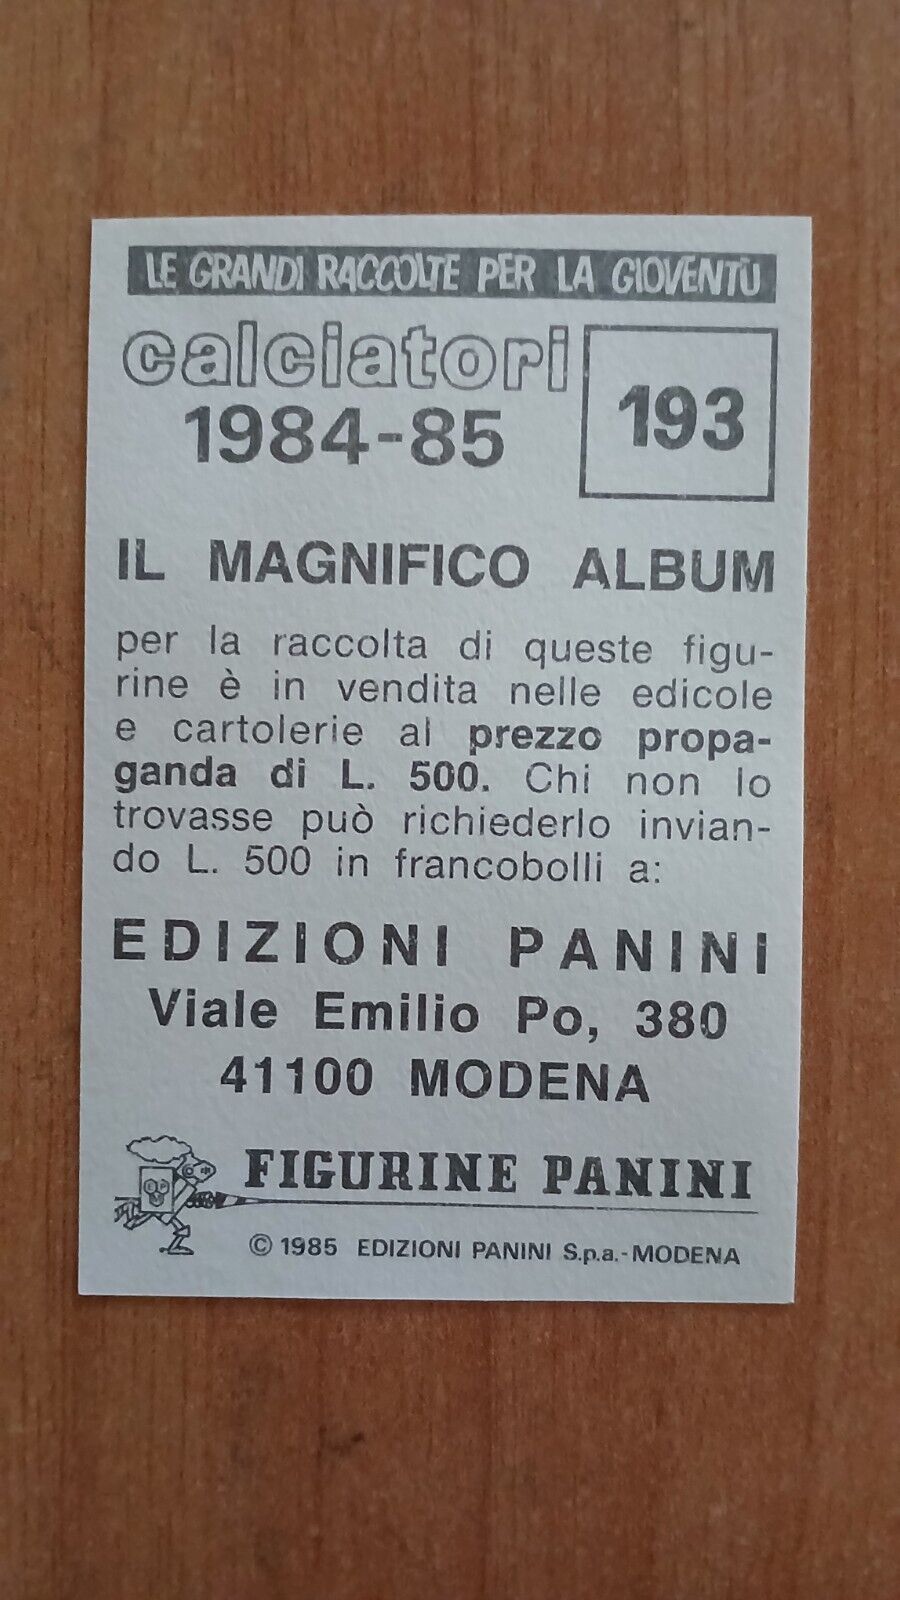 LE GRANDI RACCOLTE PER LA GIOVENTÙ
calciatori
1984-85
193
IL MAGNIFICO ALBUM
per la raccolta di queste figu-
rine è in vendita nelle edicole
e cartolerie al prezzo propa-
ganda di L. 500. Chi non lo
trovasse può richiederlo invian-
do L. 500 in francobolli a:
EDIZIONI PANINI
Viale Emilio Po, 380
41100 MODENA
FIGURINE PANINI
© 1985 EDIZIONI PANINI S.p.a.-MODENA